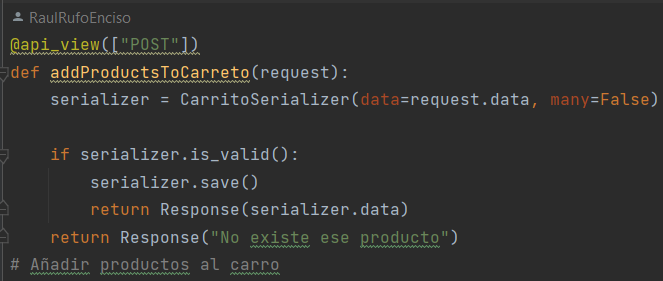 RaulRufoEnciso
@api_view(["POST"])
def addProductsToCarreto(request):
    serializer = CarritoSerializer(data=request.data, many=False)
    if serializer.is_valid():
        serializer.save()
        return Response(serializer.data)
    return Response("No existe ese producto")
# Añadir productos al carro